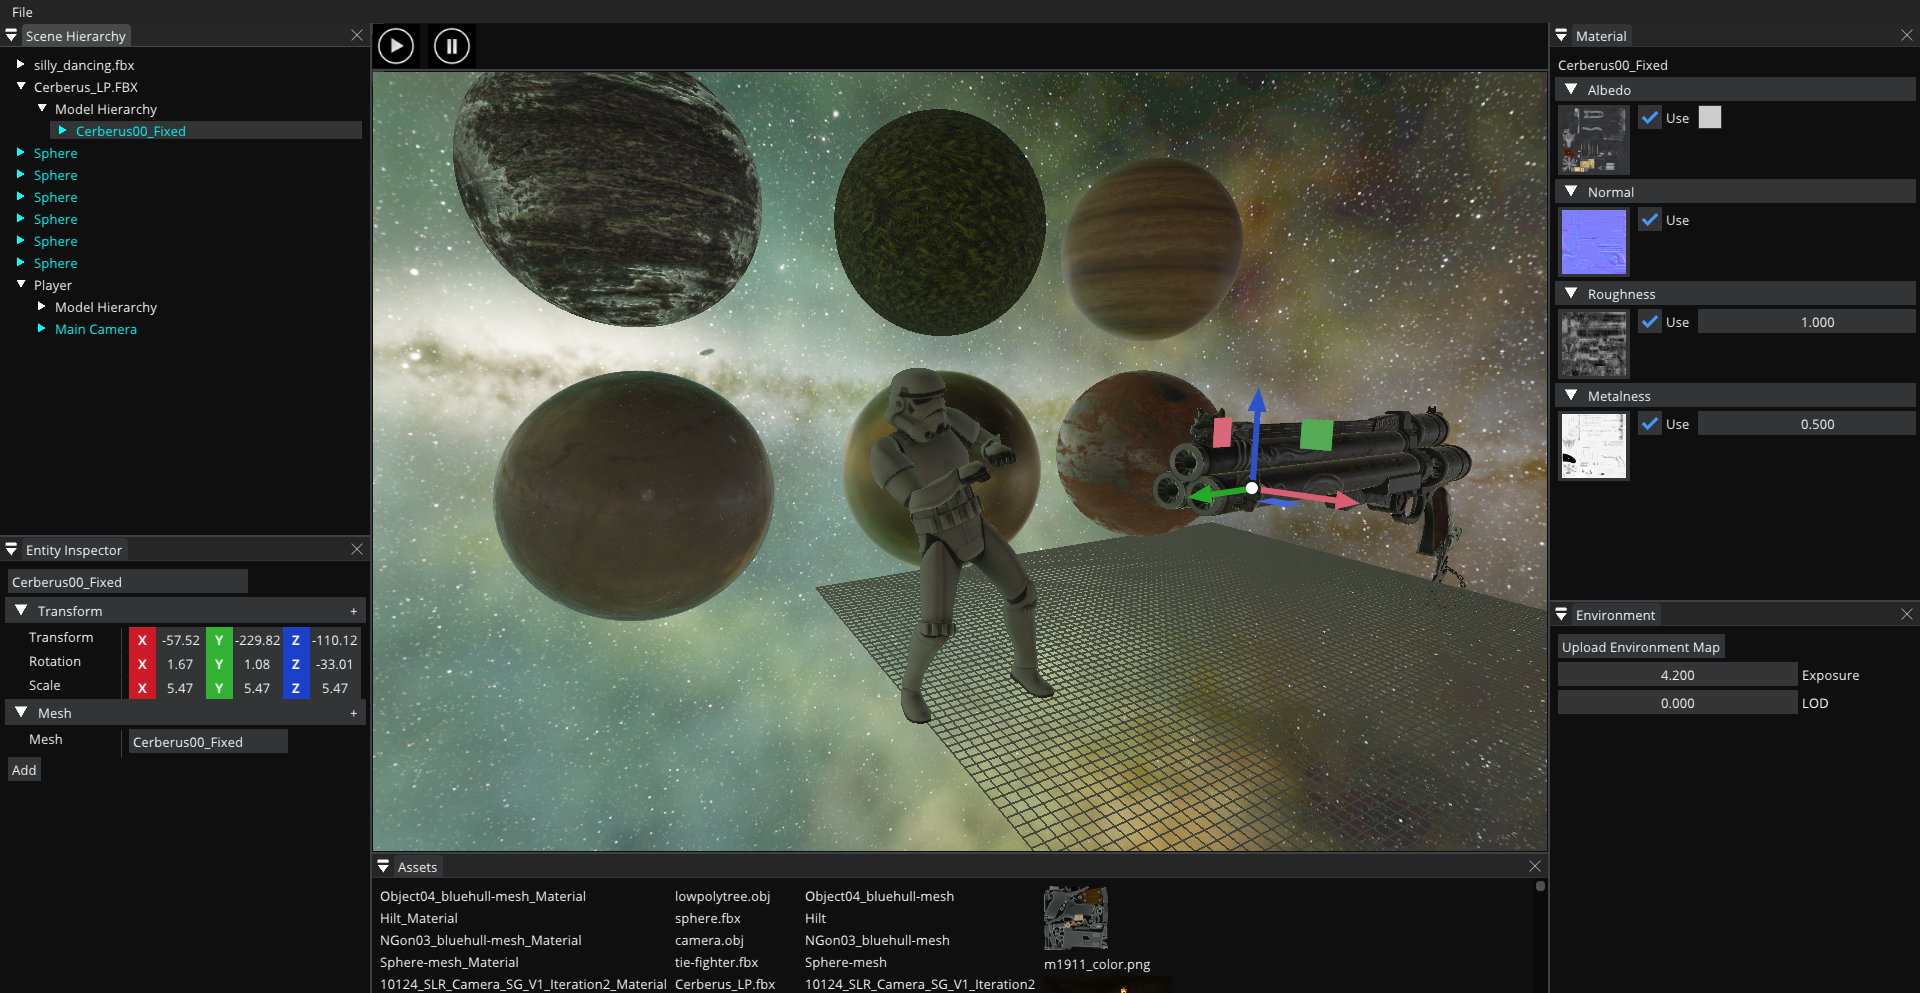 File
Scene Hierarchy
silly_dancing.fbx
Cerberus_LP.FBX
Model Hierarchy
Cerberus00_Fixed
Sphere
Sphere
Sphere
Sphere
Sphere
Sphere
Player
Model Hierarchy
Main Camera
Entity Inspector
Cerberus00_Fixed
Transform +
Transform X -57.52 Y -229.82 Z -110.12
Rotation X 1.67 Y 1.08 Z -33.01
Scale X 5.47 Y 5.47 Z 5.47
Mesh +
Mesh Cerberus00_Fixed
Add
Assets
Object04_bluehull-mesh_Material lowpolytree.obj Object04_bluehull-mesh
Hilt_Material sphere.fbx Hilt
NGon03_bluehull-mesh_Material camera.obj NGon03_bluehull-mesh
Sphere-mesh_Material tie-fighter.fbx Sphere-mesh m1911_color.png
10124_SLR_Camera_SG_V1_Iteration2_Material Cerberus_LP.fbx 10124_SLR_Camera_SG_V1_Iteration2
Material
Cerberus00_Fixed
Albedo
Use
Normal
Use
Roughness
Use 1.000
Metalness
Use 0.500
Environment
Upload Environment Map
4.200 Exposure
0.000 LOD